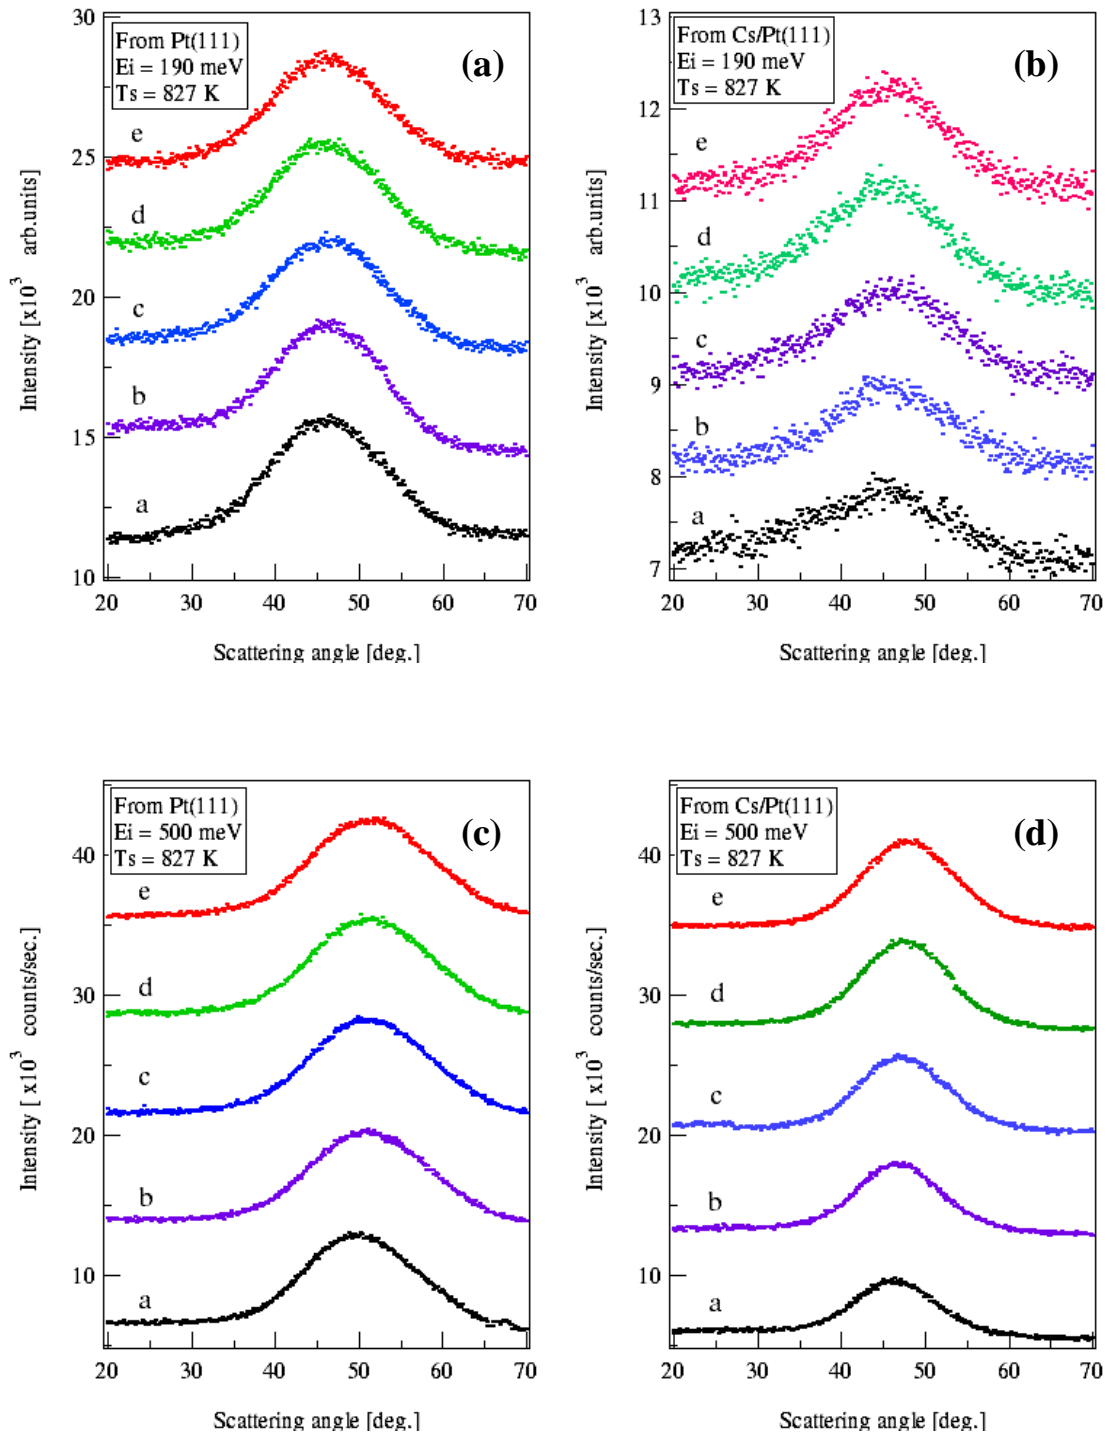 30
25
20
15
10
From Pt(111)
Ei = 190 meV
Ts = 827 K
(a)
e
d
c
b
a
Intensity [x10³ arb.units]
20 30 40 50 60 70
Scattering angle [deg.]
13
12
11
10
9
8
7
From Cs/Pt(111)
Ei = 190 meV
Ts = 827 K
(b)
e
d
c
b
a
Intensity [x10³ arb.units]
20 30 40 50 60 70
Scattering angle [deg.]
40
30
20
10
From Pt(111)
Ei = 500 meV
Ts = 827 K
(c)
e
d
c
b
a
Intensity [ x10³ counts/sec.]
20 30 40 50 60 70
Scattering angle [deg.]
40
30
20
10
From Cs/Pt(111)
Ei = 500 meV
Ts = 827 K
(d)
e
d
c
b
a
Intensity [ x10³ counts/sec.]
20 30 40 50 60 70
Scattering angle [deg.]